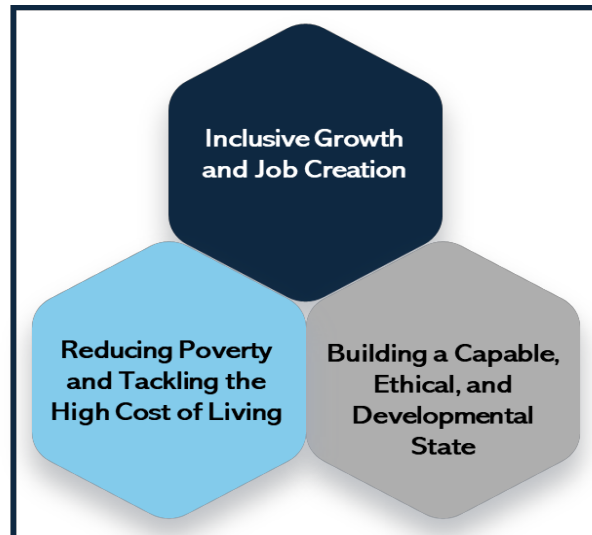 Inclusive Growth
and Job Creation
Reducing Poverty
and Tackling the
High Cost of Living
Building a Capable,
Ethical, and
Developmental
State